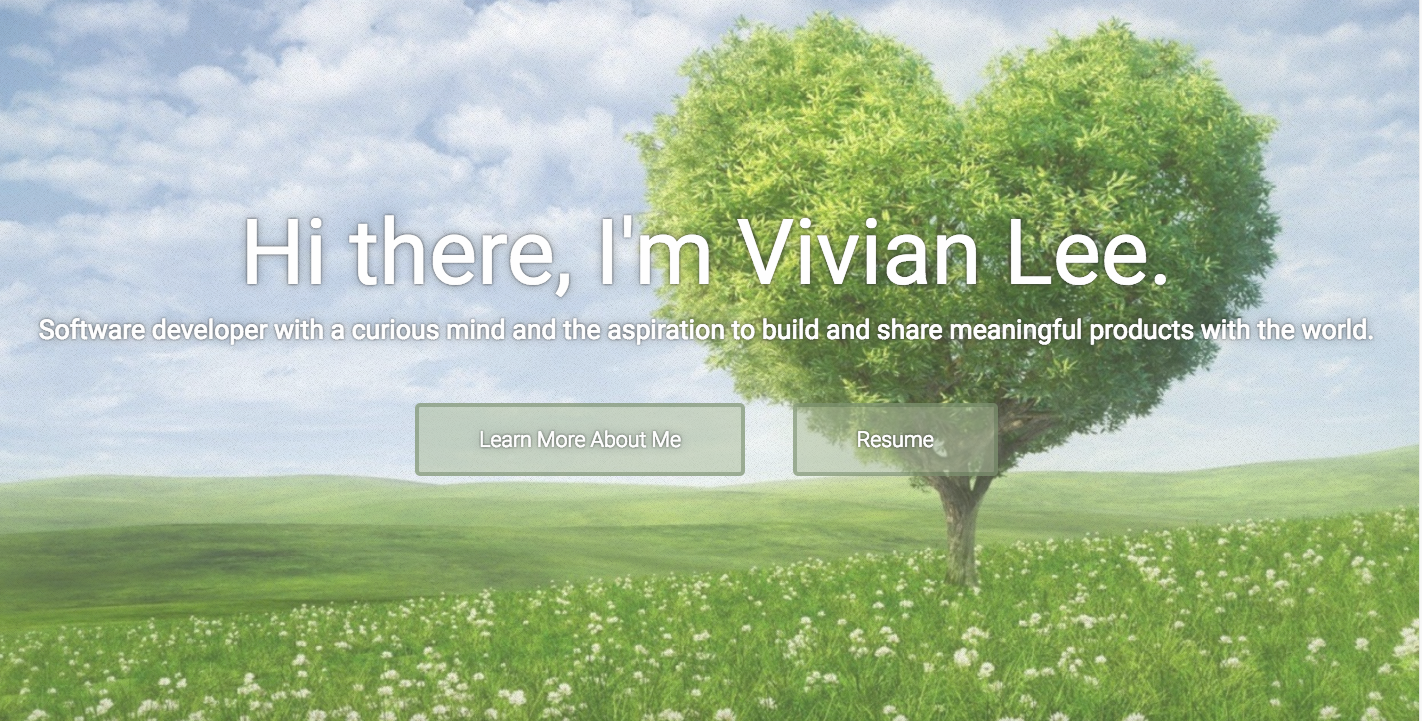 Hi there, I'm Vivian Lee.
Software developer with a curious mind and the aspiration to build and share meaningful products with the world.
Learn More About Me
Resume